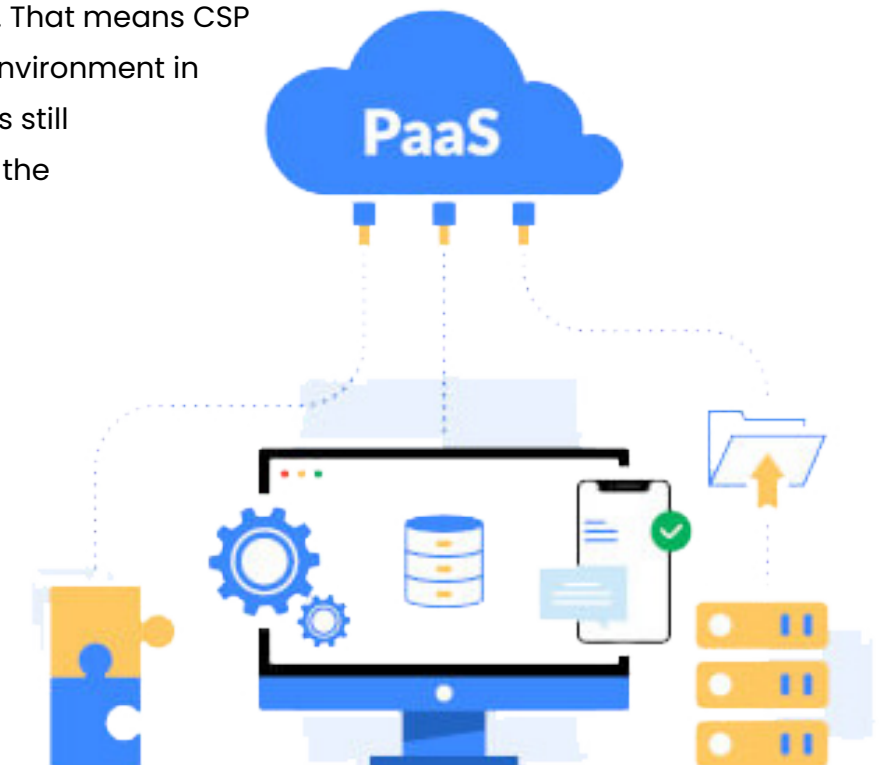 . That means CSP
nvironment in
s still
the
PaaS